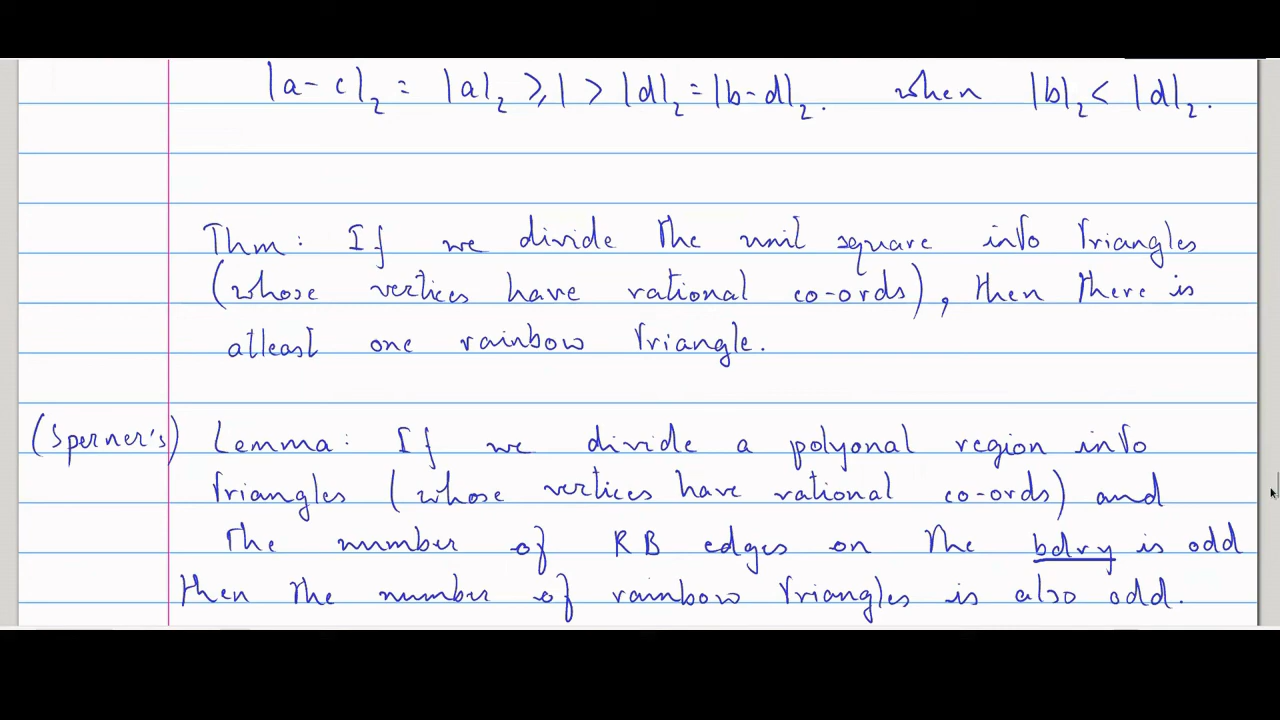 |a-c|₂ = |a|₂ ⩾ 1 > |d|₂ = |b-d|₂. when |b|₂ < |d|₂.
Thm: If we divide the unit square into triangles
(whose vertices have rational co-ords), then there is
atleast one rainbow triangle.
(Sperner's) Lemma: If we divide a polyonal region into
triangles (whose vertices have rational co-ords) and
the number of RB edges on the bdry is odd
then the number of rainbow triangles is also odd.